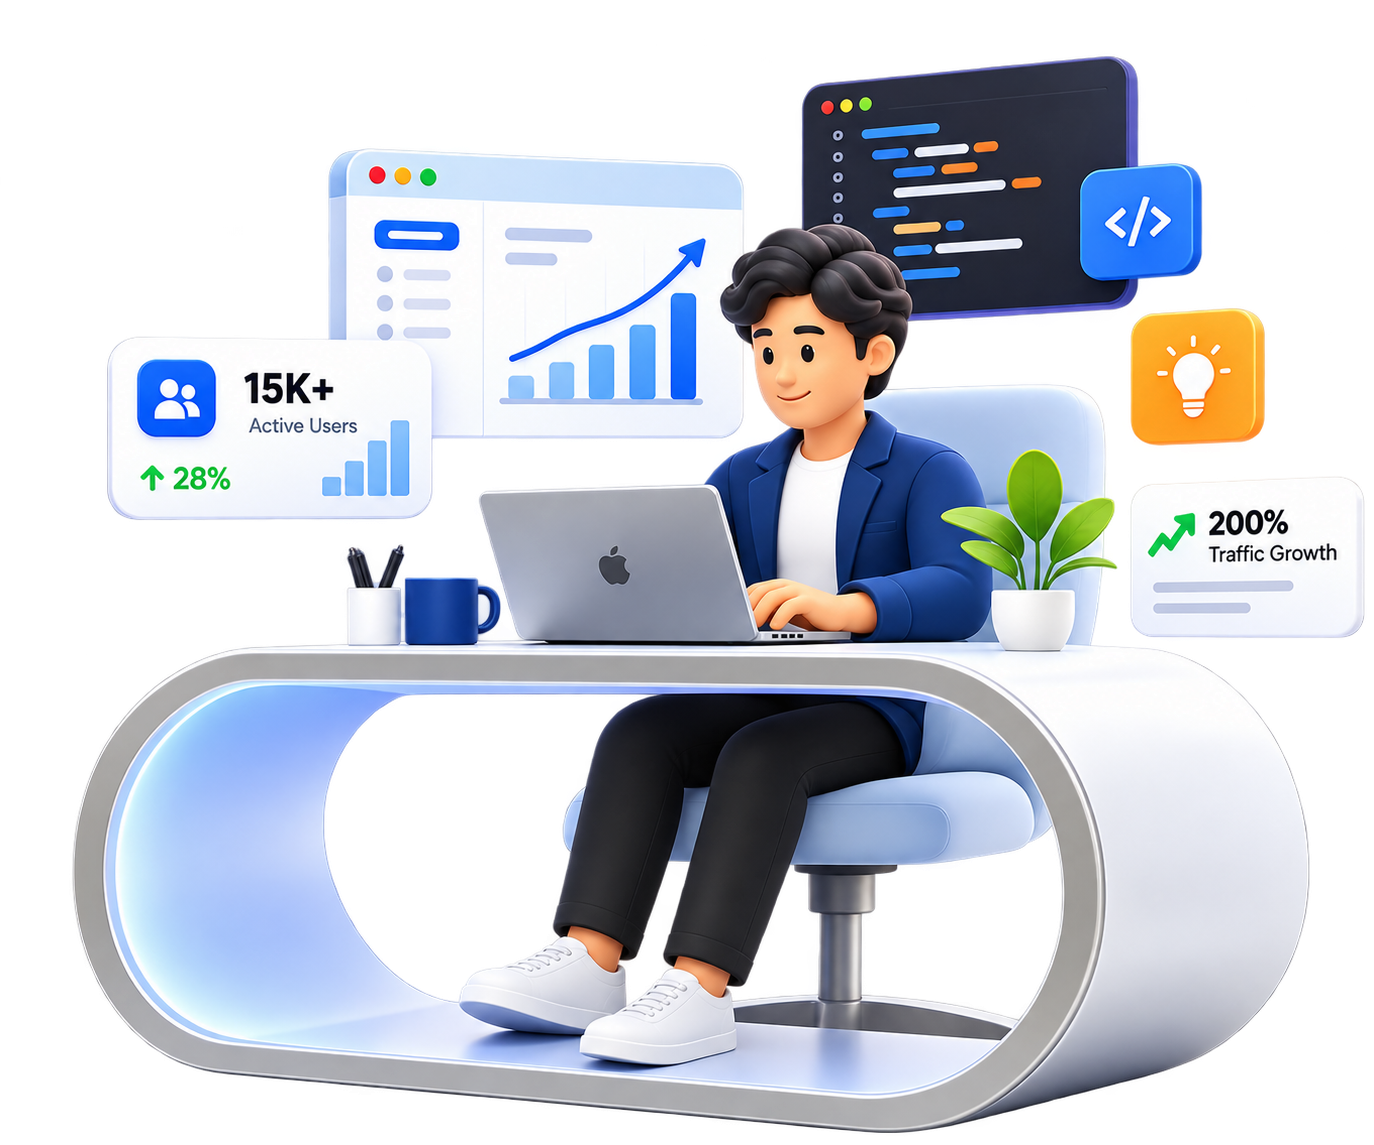 </>
15K+
Active Users
↑ 28%
200%
Traffic Growth